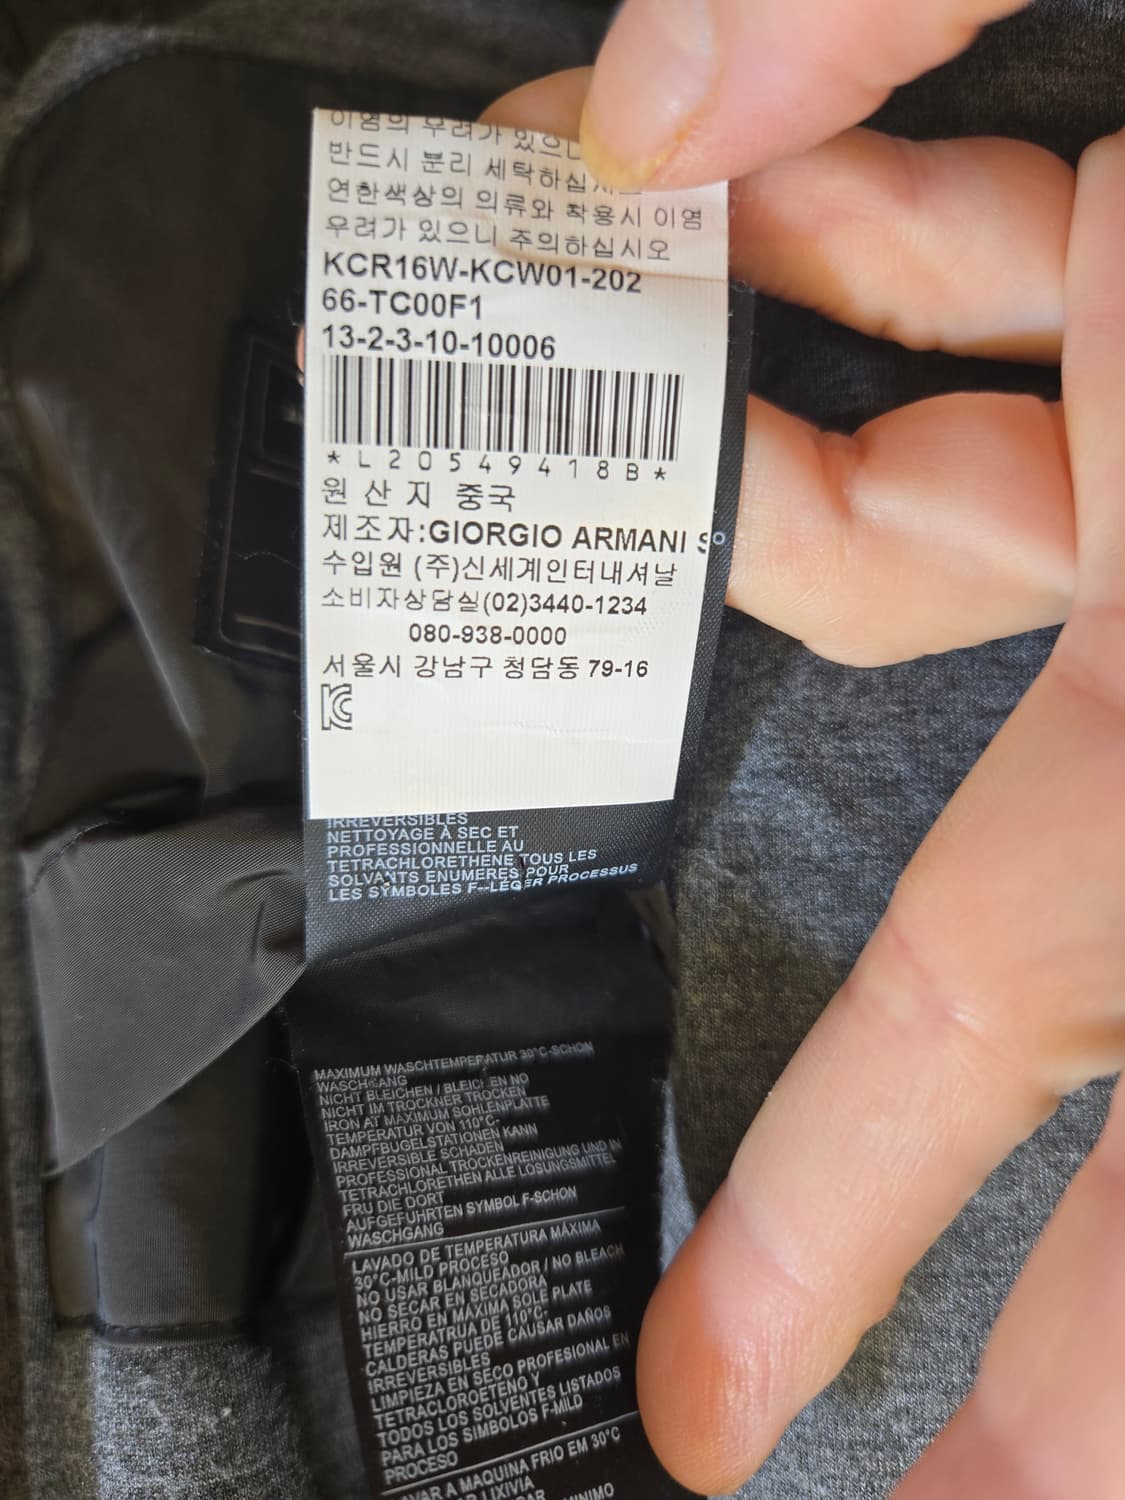 이염의 우려가 있으니
반드시 분리 세탁하십시오
연한색상의 의류와 착용시 이염
우려가 있으니 주의하십시오
KCR16W-KCW01-202
66-TC00F1
13-2-3-10-10006
*L20549418B*
원 산 지 중국
제조자:GIORGIO ARMANI
수입원 (주)신세계인터내셔날
소비자상담실(02)3440-1234
080-938-0000
서울시 강남구 청담동 79-16
KC
IRREVERSIBLES
NETTOYAGE À SEC ET
PROFESSIONNELLE AU
TETRACHLORETHENE TOUS LES
SOLVANTS ENUMERES POUR
LES SYMBOLES F--LÉGER PROCESSUS
MAXIMUM WASCHTEMPERATUR 30°C-SCHON
WASCHGANG
NICHT BLEICHEN / BLEICHEN NO
NICHT IM TROCKNER TROCKEN
IRON AT MAXIMUM SOHLENPLATTE
TEMPERATUR VON 110°C-
DAMPFBUGELSTATIONEN KANN
IRREVERSIBLE SCHADEN
PROFESSIONAL TROCKENREINIGUNG UND IN
TETRACHLORETHEN ALLE LOSUNGSMITTEL
FRU DIE DORT
AUFGEFUHRTEN SYMBOL F-SCHON
WASCHGANG
LAVADO DE TEMPERATURA MÁXIMA
30°C-MILD PROCESO
NO USAR BLANQUEADOR / NO BLEACH
NO SECAR EN SECADORA
HIERRO EN MÁXIMA SOLE PLATE
TEMPERATRUA DE 110°C-
CALDERAS PUEDE CAUSAR DAÑOS
IRREVERSIBLES
LIMPIEZA EN SECO PROFESIONAL EN
TETRACLOROETENO Y
TODOS LOS SOLVENTES LISTADOS
PARA LOS SIMBOLOS F-MILD
PROCESO
LAVAR A MAQUINA FRIO EM 30°C
LIXIVIA